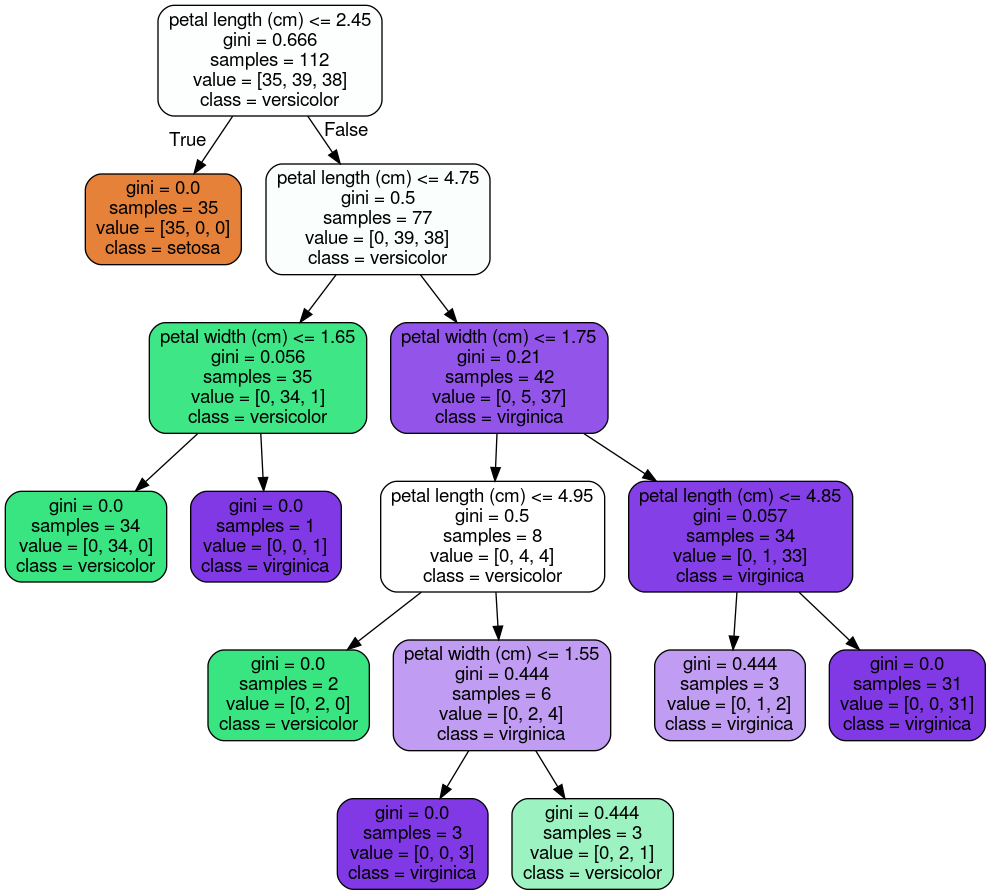 petal length (cm) <= 2.45
gini = 0.666
samples = 112
value = [35, 39, 38]
class = versicolor
True
False
gini = 0.0
samples = 35
value = [35, 0, 0]
class = setosa
petal length (cm) <= 4.75
gini = 0.5
samples = 77
value = [0, 39, 38]
class = versicolor
petal width (cm) <= 1.65
gini = 0.056
samples = 35
value = [0, 34, 1]
class = versicolor
petal width (cm) <= 1.75
gini = 0.21
samples = 42
value = [0, 5, 37]
class = virginica
gini = 0.0
samples = 34
value = [0, 34, 0]
class = versicolor
gini = 0.0
samples = 1
value = [0, 0, 1]
class = virginica
petal length (cm) <= 4.95
gini = 0.5
samples = 8
value = [0, 4, 4]
class = versicolor
petal length (cm) <= 4.85
gini = 0.057
samples = 34
value = [0, 1, 33]
class = virginica
gini = 0.0
samples = 2
value = [0, 2, 0]
class = versicolor
petal width (cm) <= 1.55
gini = 0.444
samples = 6
value = [0, 2, 4]
class = virginica
gini = 0.444
samples = 3
value = [0, 1, 2]
class = virginica
gini = 0.0
samples = 31
value = [0, 0, 31]
class = virginica
gini = 0.0
samples = 3
value = [0, 0, 3]
class = virginica
gini = 0.444
samples = 3
value = [0, 2, 1]
class = versicolor